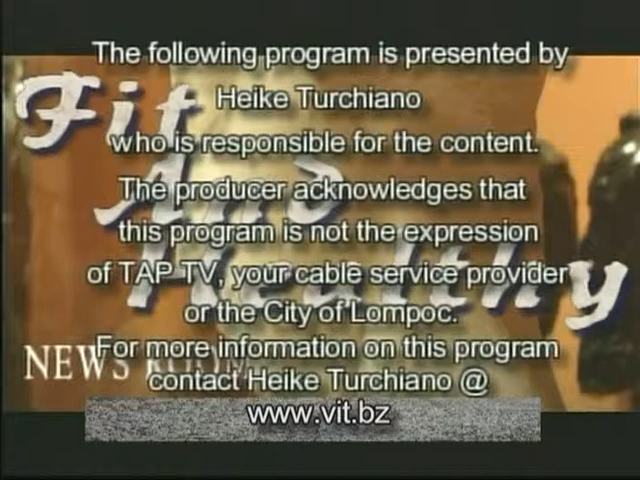 The following program is presented by
Heike Turchiano
who is responsible for the content.
The producer acknowledges that
this program is not the expression
of TAP TV, your cable service provider
or the City of Lompoc.
For more information on this program
contact Heike Turchiano @
www.vit.bz
Fit
And
Healthy
NEWS ROOM